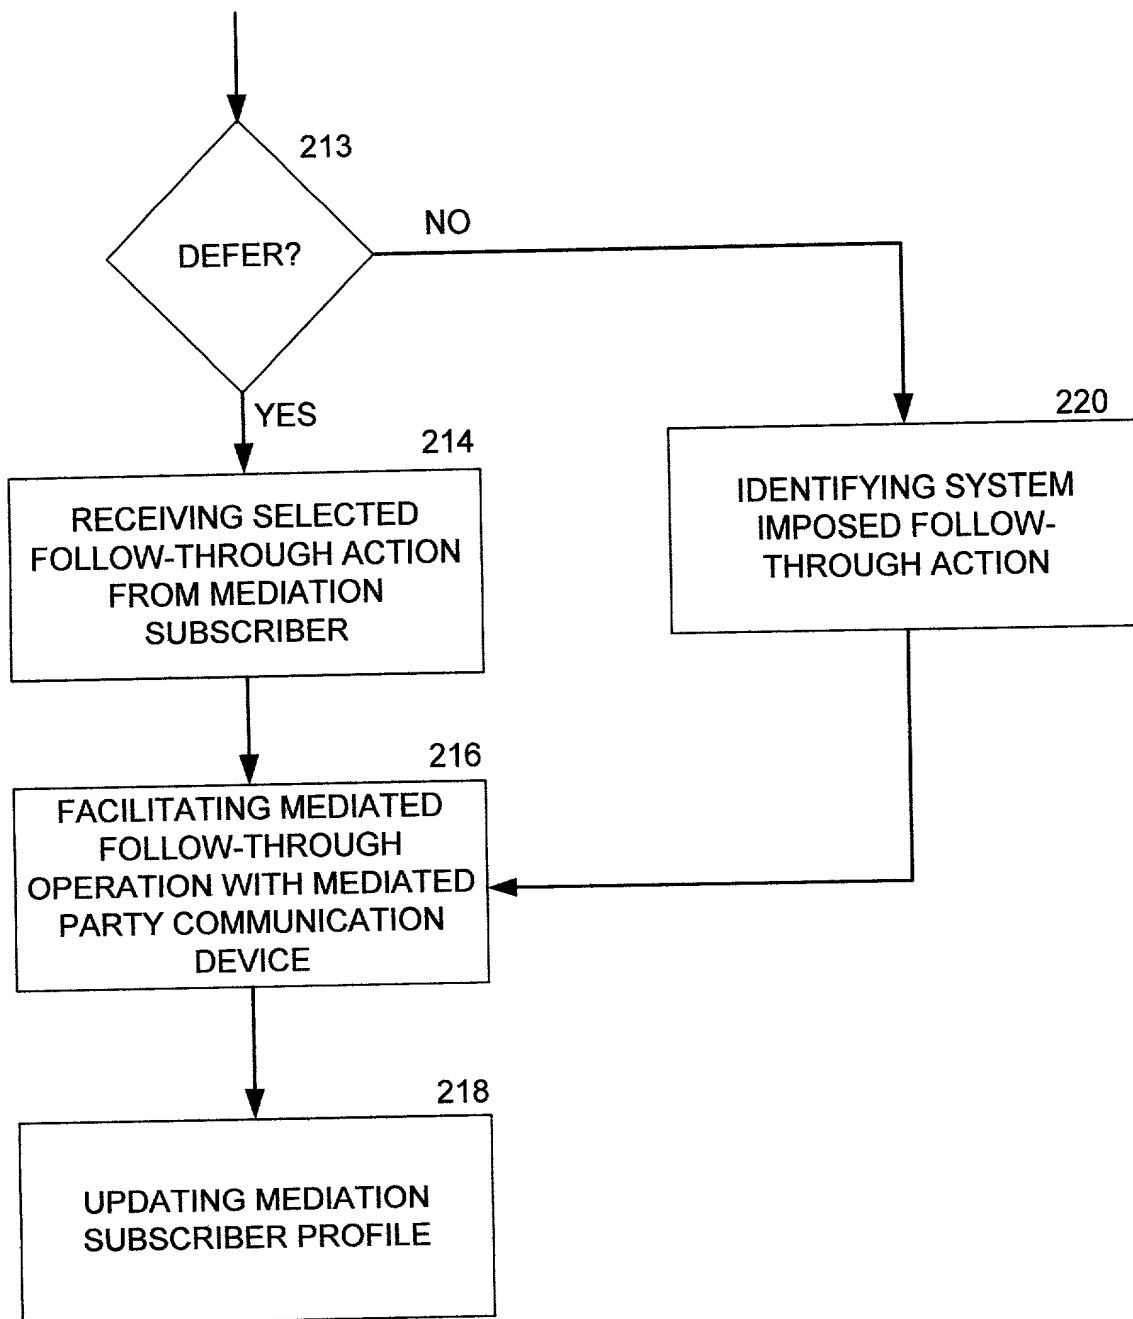 213
DEFER?
NO
YES
214
RECEIVING SELECTED
FOLLOW-THROUGH ACTION
FROM MEDIATION
SUBSCRIBER
220
IDENTIFYING SYSTEM
IMPOSED FOLLOW-
THROUGH ACTION
216
FACILITATING MEDIATED
FOLLOW-THROUGH
OPERATION WITH MEDIATED
PARTY COMMUNICATION
DEVICE
218
UPDATING MEDIATION
SUBSCRIBER PROFILE